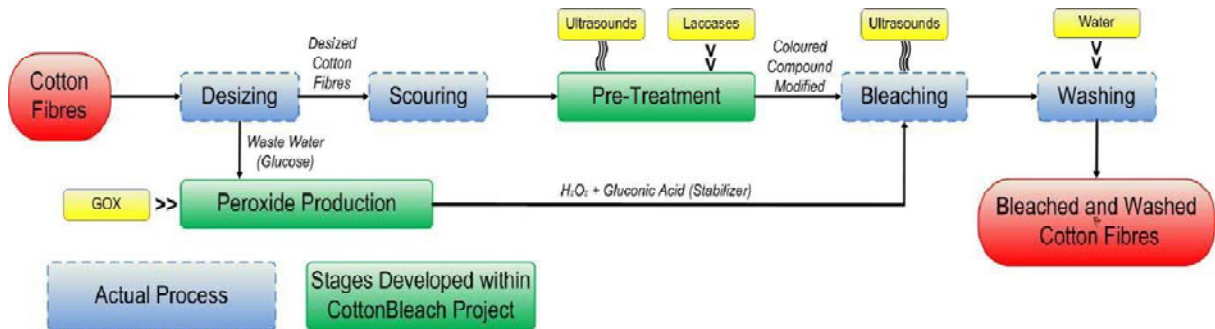 Ultrasounds
Laccases
Ultrasounds
Water
Cotton
Fibres
Desizing
Desized
Cotton
Fibres
Scouring
Pre-Treatment
Coloured
Compound
Modified
Bleaching
Washing
Waste Water
(Glucose)
GOX
>>
Peroxide Production
H₂O₂ + Gluconic Acid (Stabilizer)
Bleached and Washed
Cotton Fibres
Actual Process
Stages Developed within
CottonBleach Project